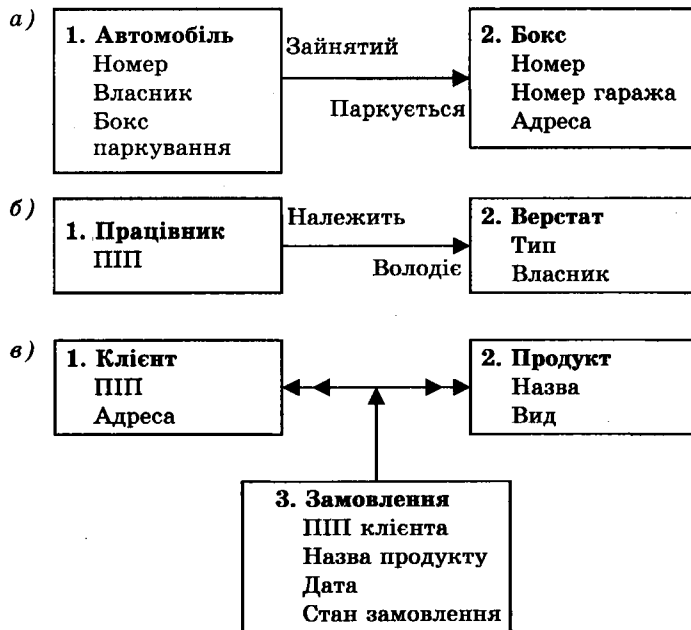 а)
1. Автомобіль
Номер
Власник
Бокс
паркування
Зайнятий
Паркується
2. Бокс
Номер
Номер гаража
Адреса
б)
1. Працівник
ПІП
Належить
Володіє
2. Верстат
Тип
Власник
в)
1. Клієнт
ПІП
Адреса
2. Продукт
Назва
Вид
3. Замовлення
ПІП клієнта
Назва продукту
Дата
Стан замовлення